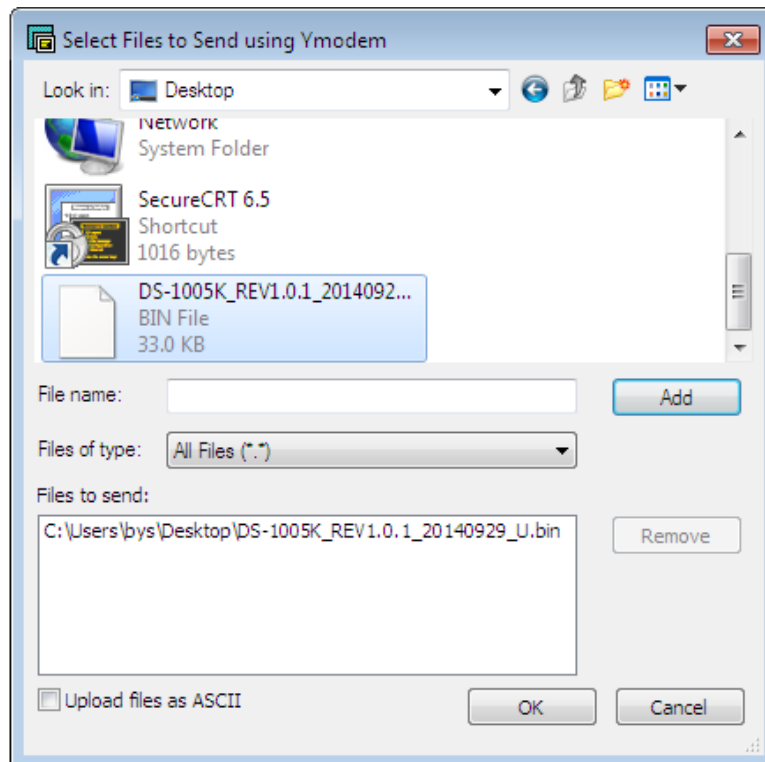 Select Files to Send using Ymodem
Look in: Desktop
Network
System Folder
SecureCRT 6.5
Shortcut
1016 bytes
DS-1005K_REV1.0.1_2014092...
BIN File
33.0 KB
File name:
Add
Files of type: All Files (*.*)
Files to send:
C:\Users\bys\Desktop\DS-1005K_REV1.0.1_20140929_U.bin
Remove
Upload files as ASCII
OK
Cancel